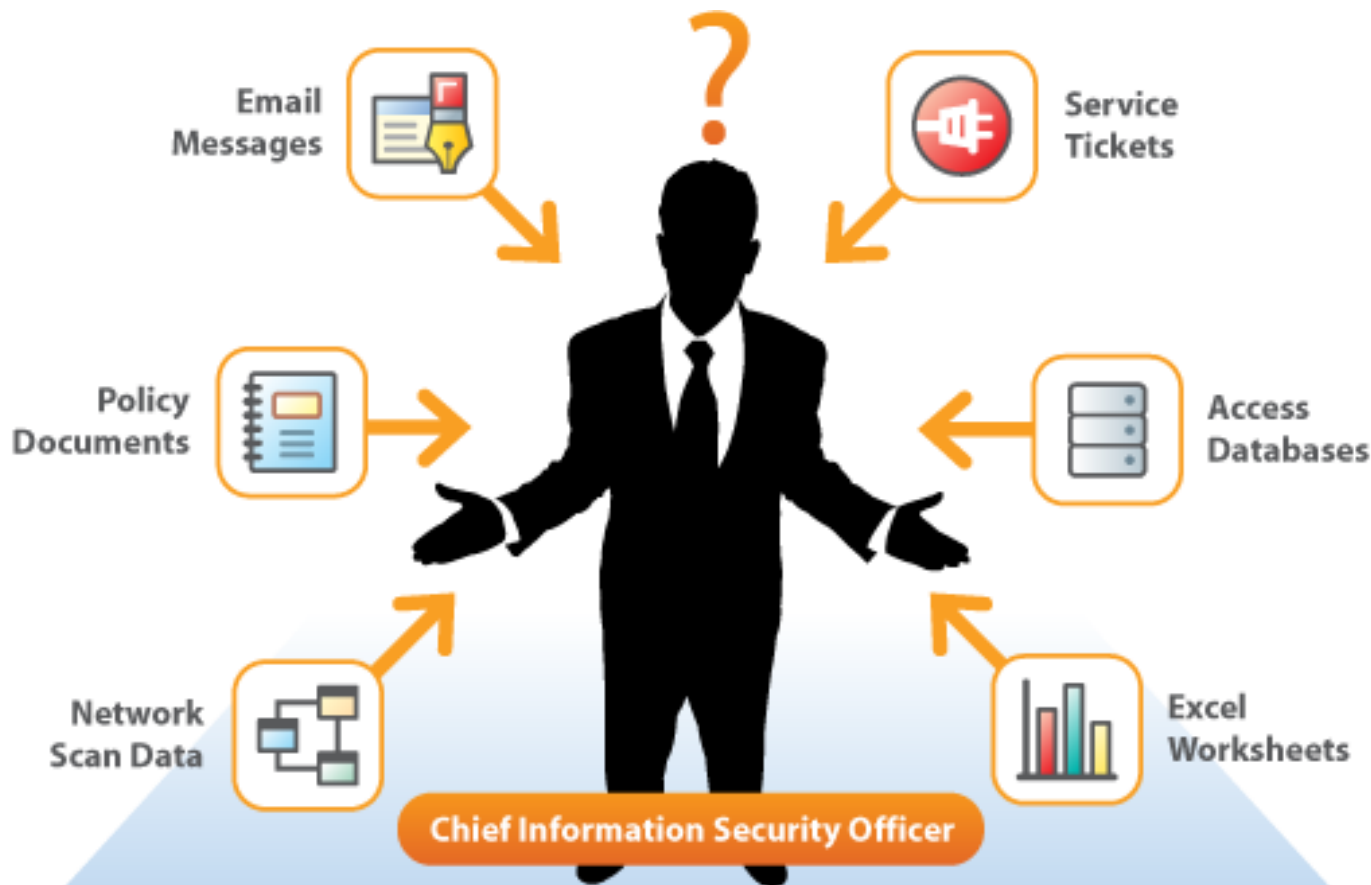 ?
Email
Messages
Service
Tickets
Policy
Documents
Access
Databases
Network
Scan Data
Excel
Worksheets
Chief Information Security Officer